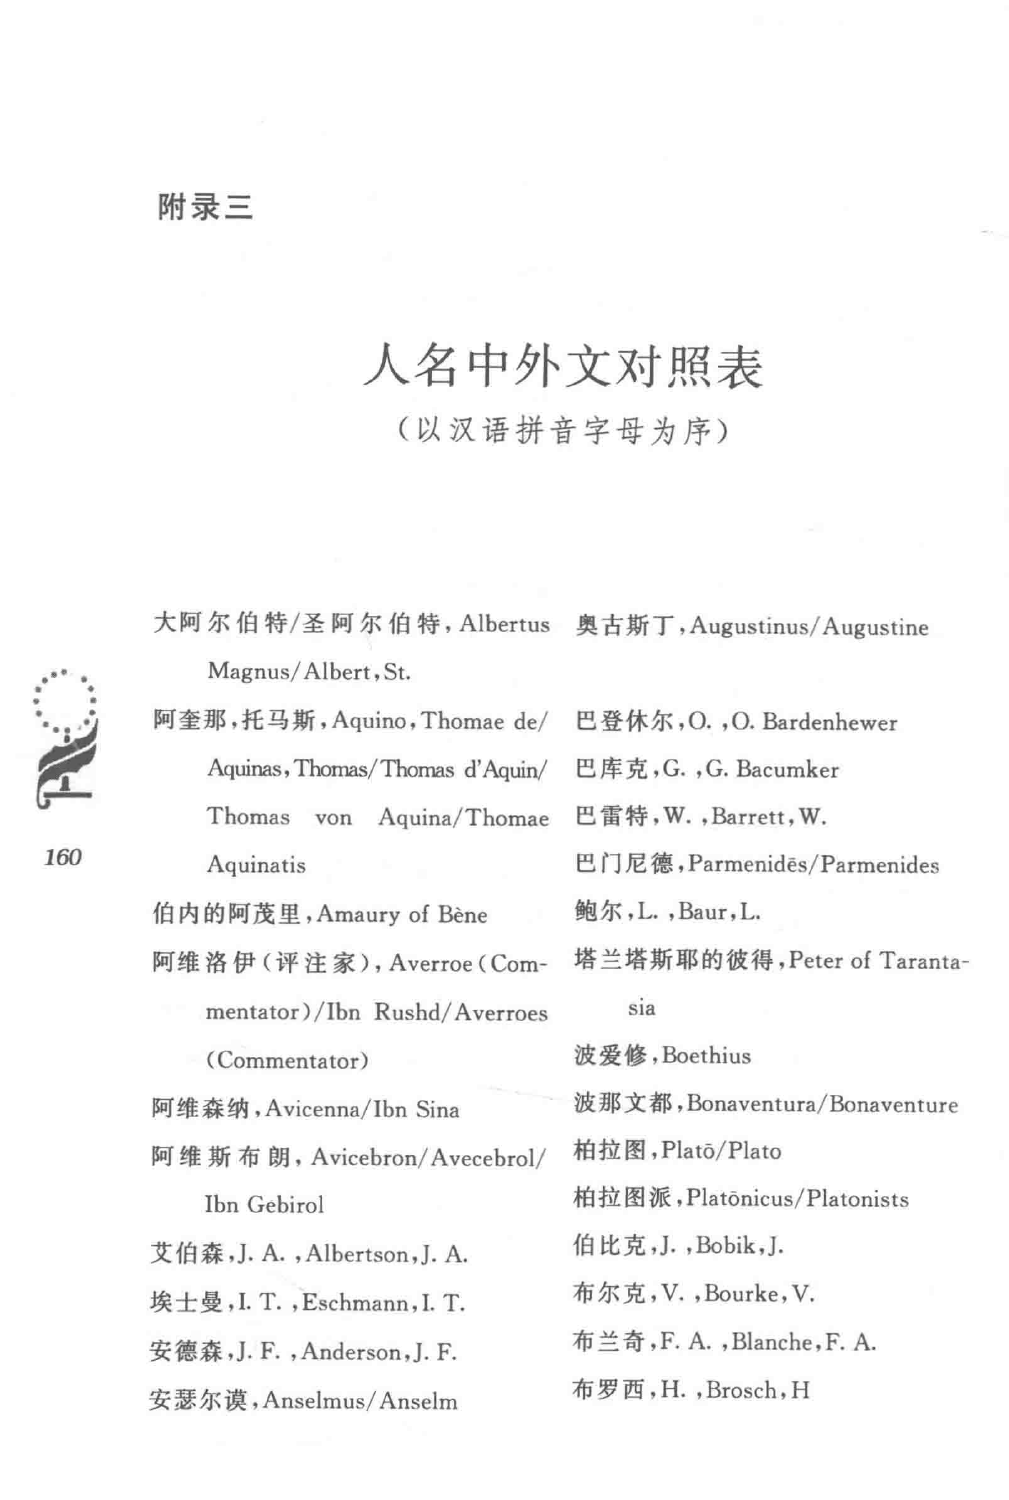 附录三
人名中外文对照表
（以汉语拼音字母为序）
大阿尔伯特/圣阿尔伯特，Albertus
Magnus/Albert，St.
阿奎那，托马斯，Aquino，Thomae de/
Aquinas，Thomas/Thomas d'Aquin/
Thomas von Aquina/Thomae
Aquinatis
伯内的阿茂里，Amaury of Bène
阿维洛伊（评注家），Averroe（Com-
mentator）/Ibn Rushd/Averroes
（Commentator）
阿维森纳，Avicenna/Ibn Sina
阿维斯布朗，Avicebron/Avecebrol/
Ibn Gebirol
艾伯森，J. A. ，Albertson，J. A.
埃士曼，I. T. ，Eschmann，I. T.
安德森，J. F. ，Anderson，J. F.
安瑟尔谟，Anselmus/Anselm
奥古斯丁，Augustinus/Augustine
巴登休尔，O. ，O. Bardenhewer
巴库克，G. ，G. Bacumker
巴雷特，W. ，Barrett，W.
巴门尼德，Parmenidēs/Parmenides
鲍尔，L. ，Baur，L.
塔兰塔斯耶的彼得，Peter of Taranta-
sia
波爱修，Boethius
波那文都，Bonaventura/Bonaventure
柏拉图，Platō/Plato
柏拉图派，Platōnicus/Platonists
伯比克，J. ，Bobik，J.
布尔克，V. ，Bourke，V.
布兰奇，F. A. ，Blanche，F. A.
布罗西，H. ，Brosch，H
160